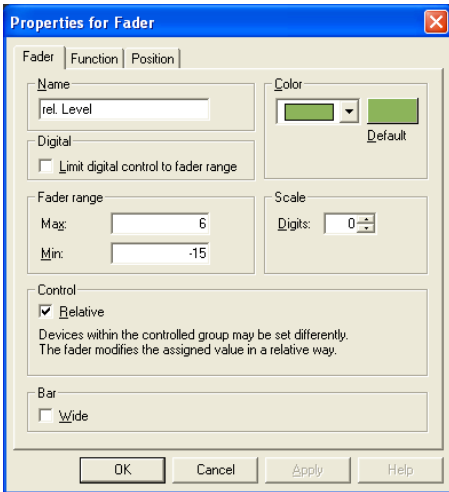 Properties for Fader
Fader Function Position
Name
rel. Level
Color
Default
Digital
Limit digital control to fader range
Fader range
Max: 6
Min: -15
Scale
Digits: 0
Control
Relative
Devices within the controlled group may be set differently.
The fader modifies the assigned value in a relative way.
Bar
Wide
OK Cancel Apply Help